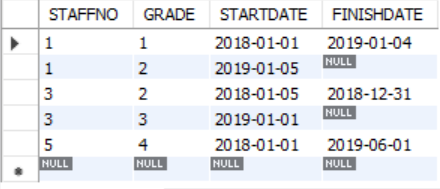 STAFFNO GRADE STARTDATE FINISHDATE
1 1 2018-01-01 2019-01-04
1 2 2019-01-05 NULL
3 2 2018-01-05 2018-12-31
3 3 2019-01-01 NULL
5 4 2018-01-01 2019-06-01
NULL NULL NULL NULL